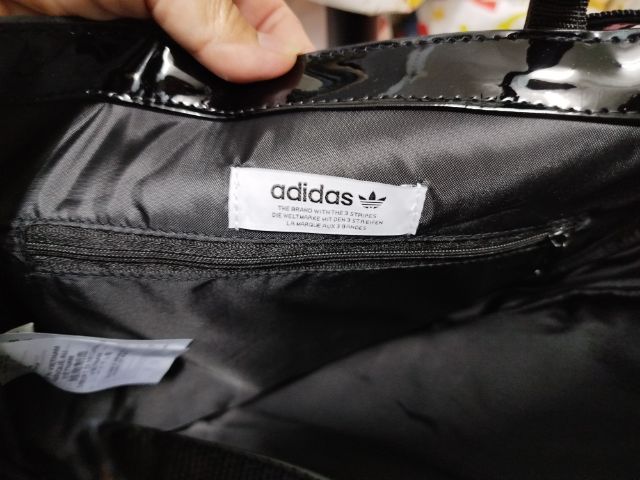 adidas
THE BRAND WITH THE 3 STRIPES
DIE WELTMARKE MIT DEN 3 STREIFEN
LA MARQUE AUX 3 BANDES